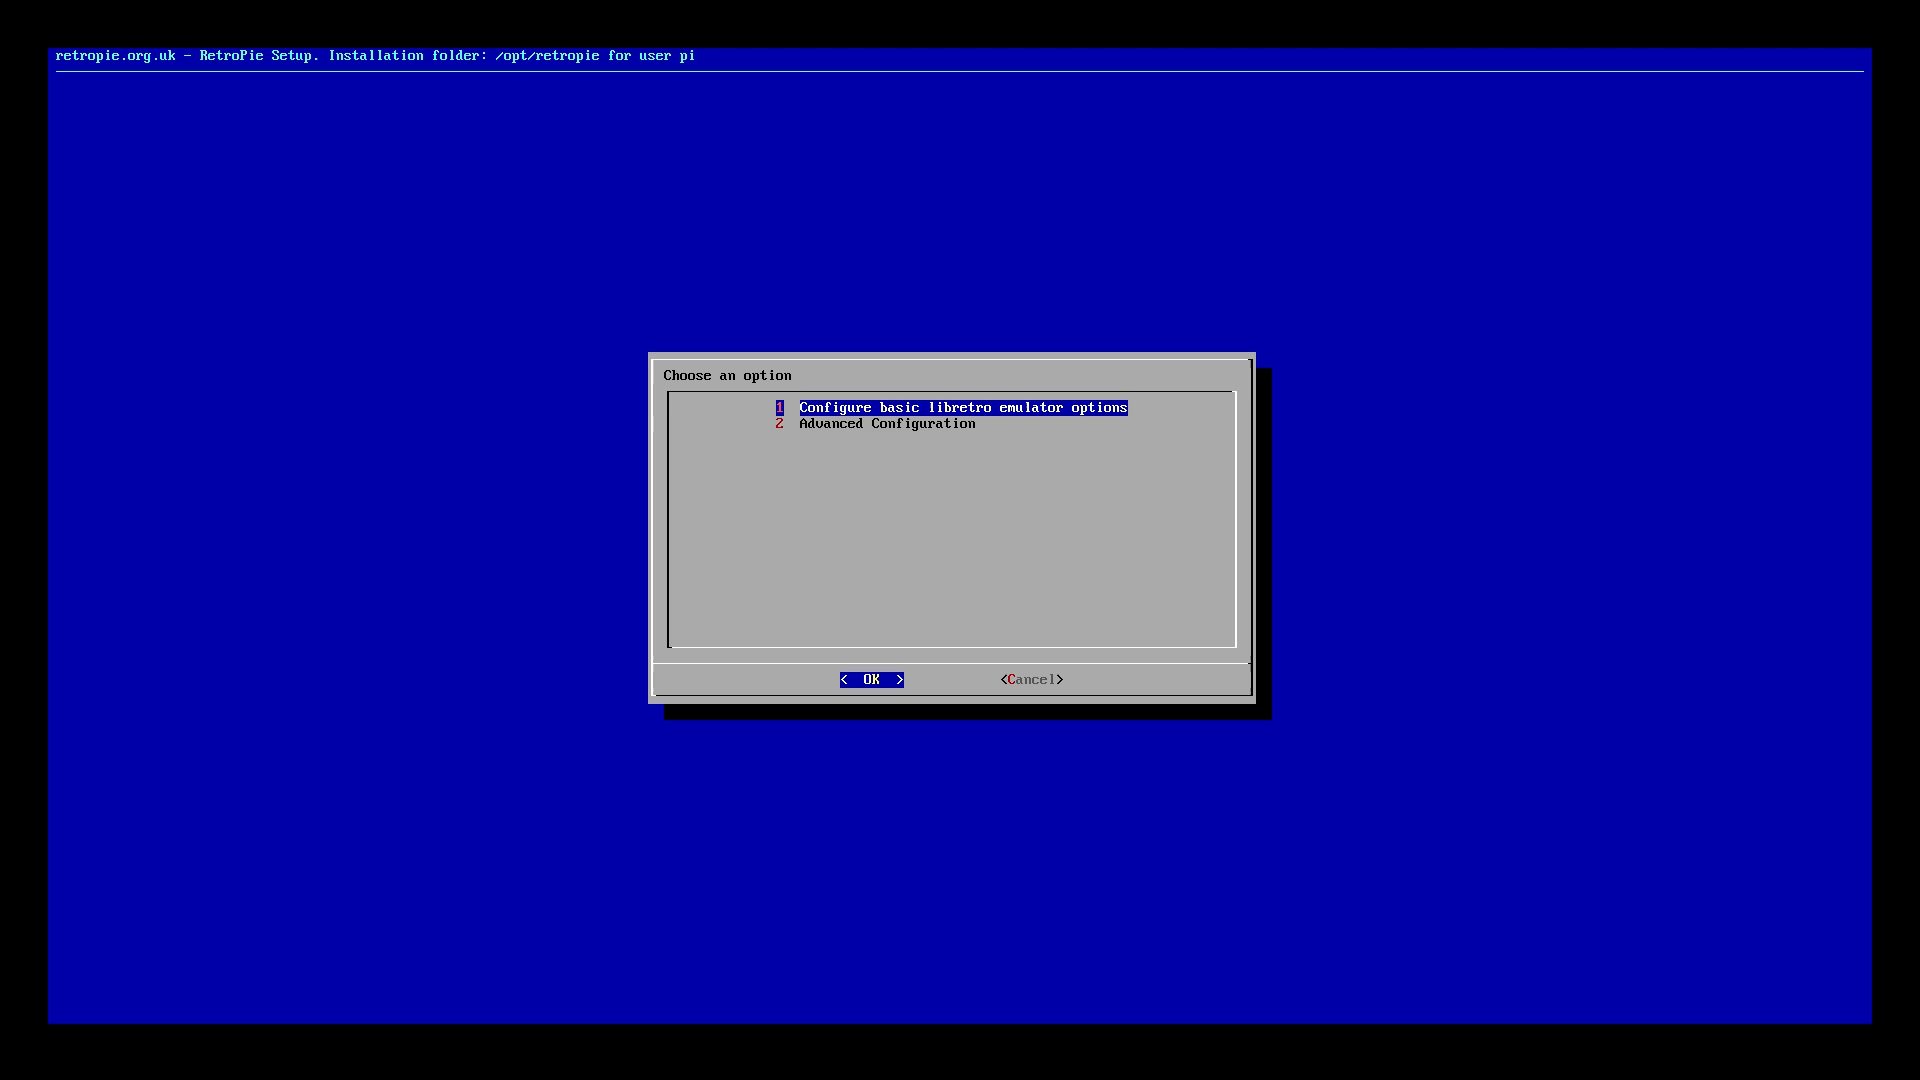 retropie.org.uk - RetroPie Setup. Installation folder: /opt/retropie for user pi
Choose an option
1 Configure basic libretro emulator options
2 Advanced Configuration
< OK > <Cancel>